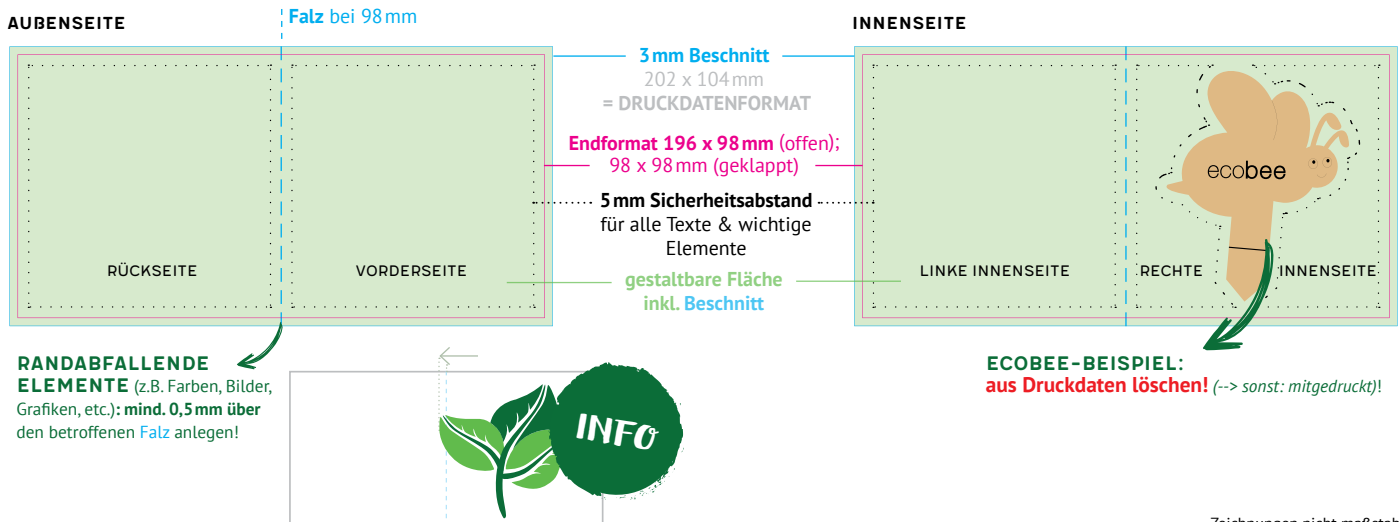 AUßENSEITE
Falz bei 98 mm
INNENSEITE
3 mm Beschnitt
202 x 104 mm
= DRUCKDATENFORMAT
Endformat 196 x 98 mm (offen);
98 x 98 mm (geklappt)
5 mm Sicherheitsabstand
für alle Texte & wichtige
Elemente
gestaltbare Fläche
inkl. Beschnitt
RÜCKSEITE
VORDERSEITE
LINKE INNENSEITE
RECHTE INNENSEITE
ecobee
RANDABFALLENDE
ELEMENTE (z.B. Farben, Bilder,
Grafiken, etc.): mind. 0,5 mm über
den betroffenen Falz anlegen!
INFO
ECOBEE-BEISPIEL:
aus Druckdaten löschen! (--> sonst: mitgedruckt)!